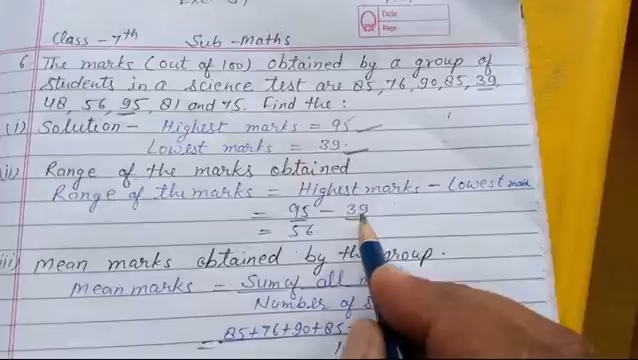 Date
Page
Class - 7th Sub - Maths
6. The marks (out of 100) obtained by a group of
students in a science test are 85, 76, 90, 85, 39,
48, 56, 95, 81 and 75. Find the :
(i) Solution - Highest marks = 95
Lowest marks = 39.
(ii) Range of the marks obtained
Range of the marks = Highest marks - Lowest
= 95 - 39
= 56
(iii) Mean marks obtained by the group.
Mean marks - Sum of all
Number of
= 85+76+90+85